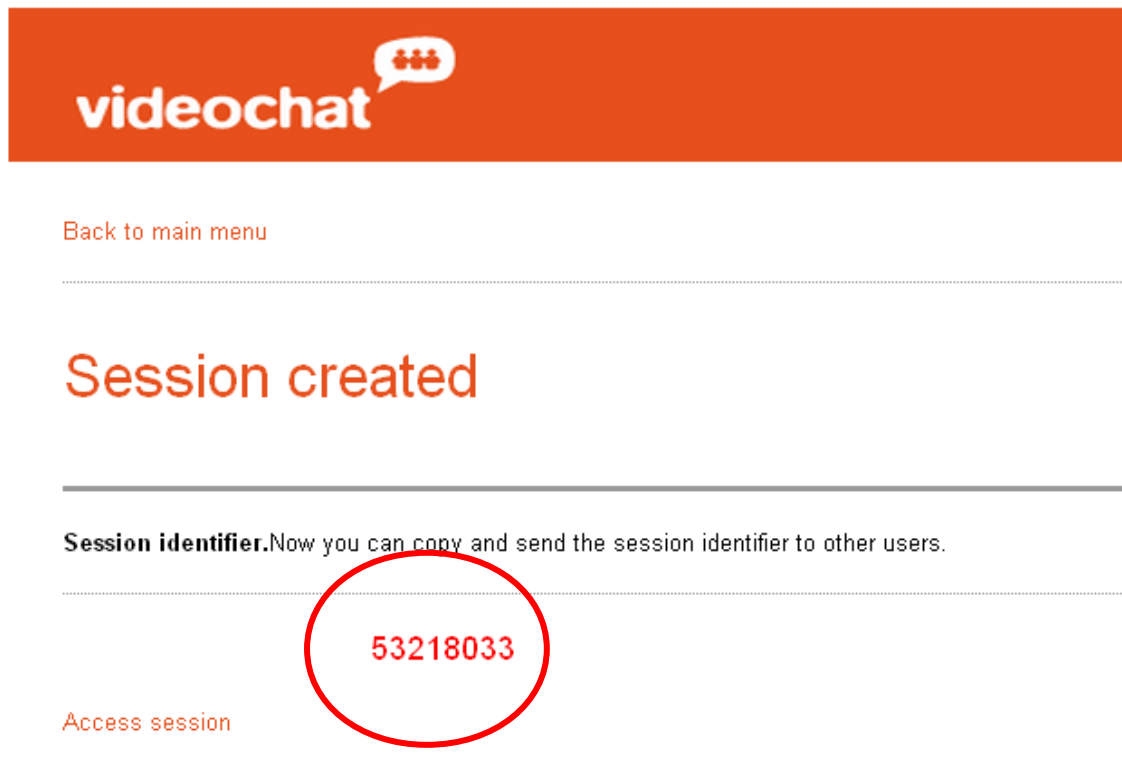 videochat
Back to main menu
Session created
Session identifier.Now you can copy and send the session identifier to other users.
53218033
Access session